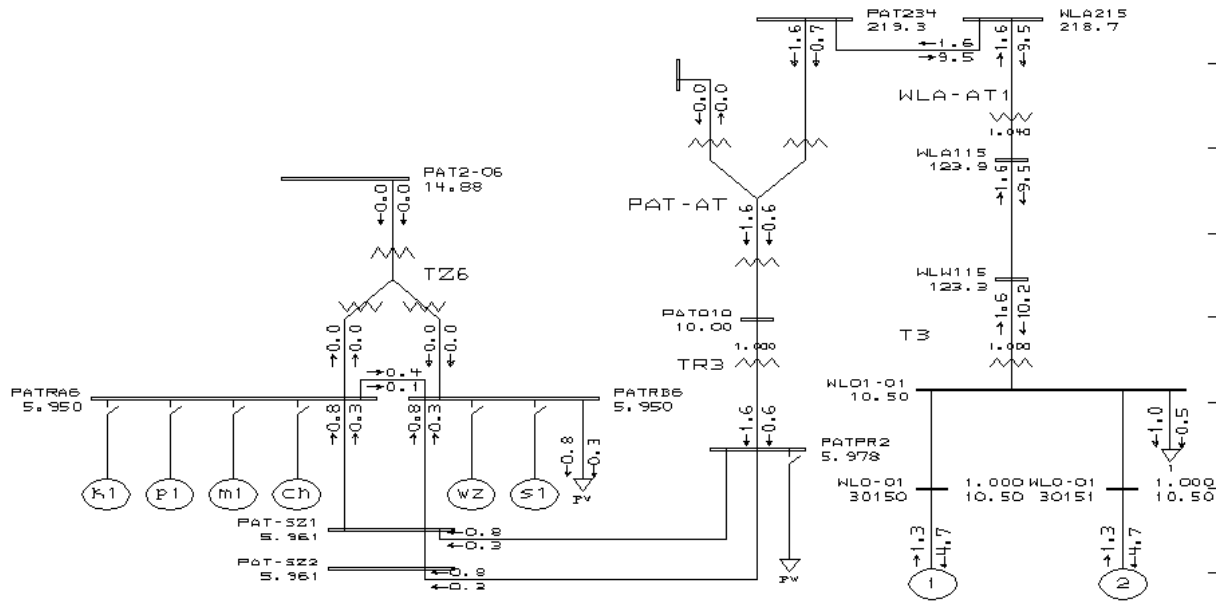 PAT234
219.3
WLA215
218.7
1.6
0.7
1.6
9.5
1.6
9.5
WLA-AT1
1.040
0.0
0.0
WLA115
123.9
1.6
9.5
PAT2-06
14.88
0.0
0.0
PAT-AT
1.6
0.6
TZ6
WLW115
123.3
1.6
10.2
PAT010
10.00
1.000
TR3
T3
1.000
0.0
0.0
0.0
0.0
0.4
0.1
PATRA6
5.950
PATRB6
5.950
WLO1-01
10.50
0.8
0.3
0.8
0.3
0.8
0.3
1.6
0.6
PATPR2
5.978
1.0
0.5
1
K1
P1
m1
ch
WZ
S1
PW
WLO-01
30150
1.000
10.50
WLO-01
30151
1.000
10.50
PAT-SZ1
5.961
0.8
0.3
PAT-SZ2
5.961
0.8
0.2
PW
1.3
4.7
1.3
4.7
1
2